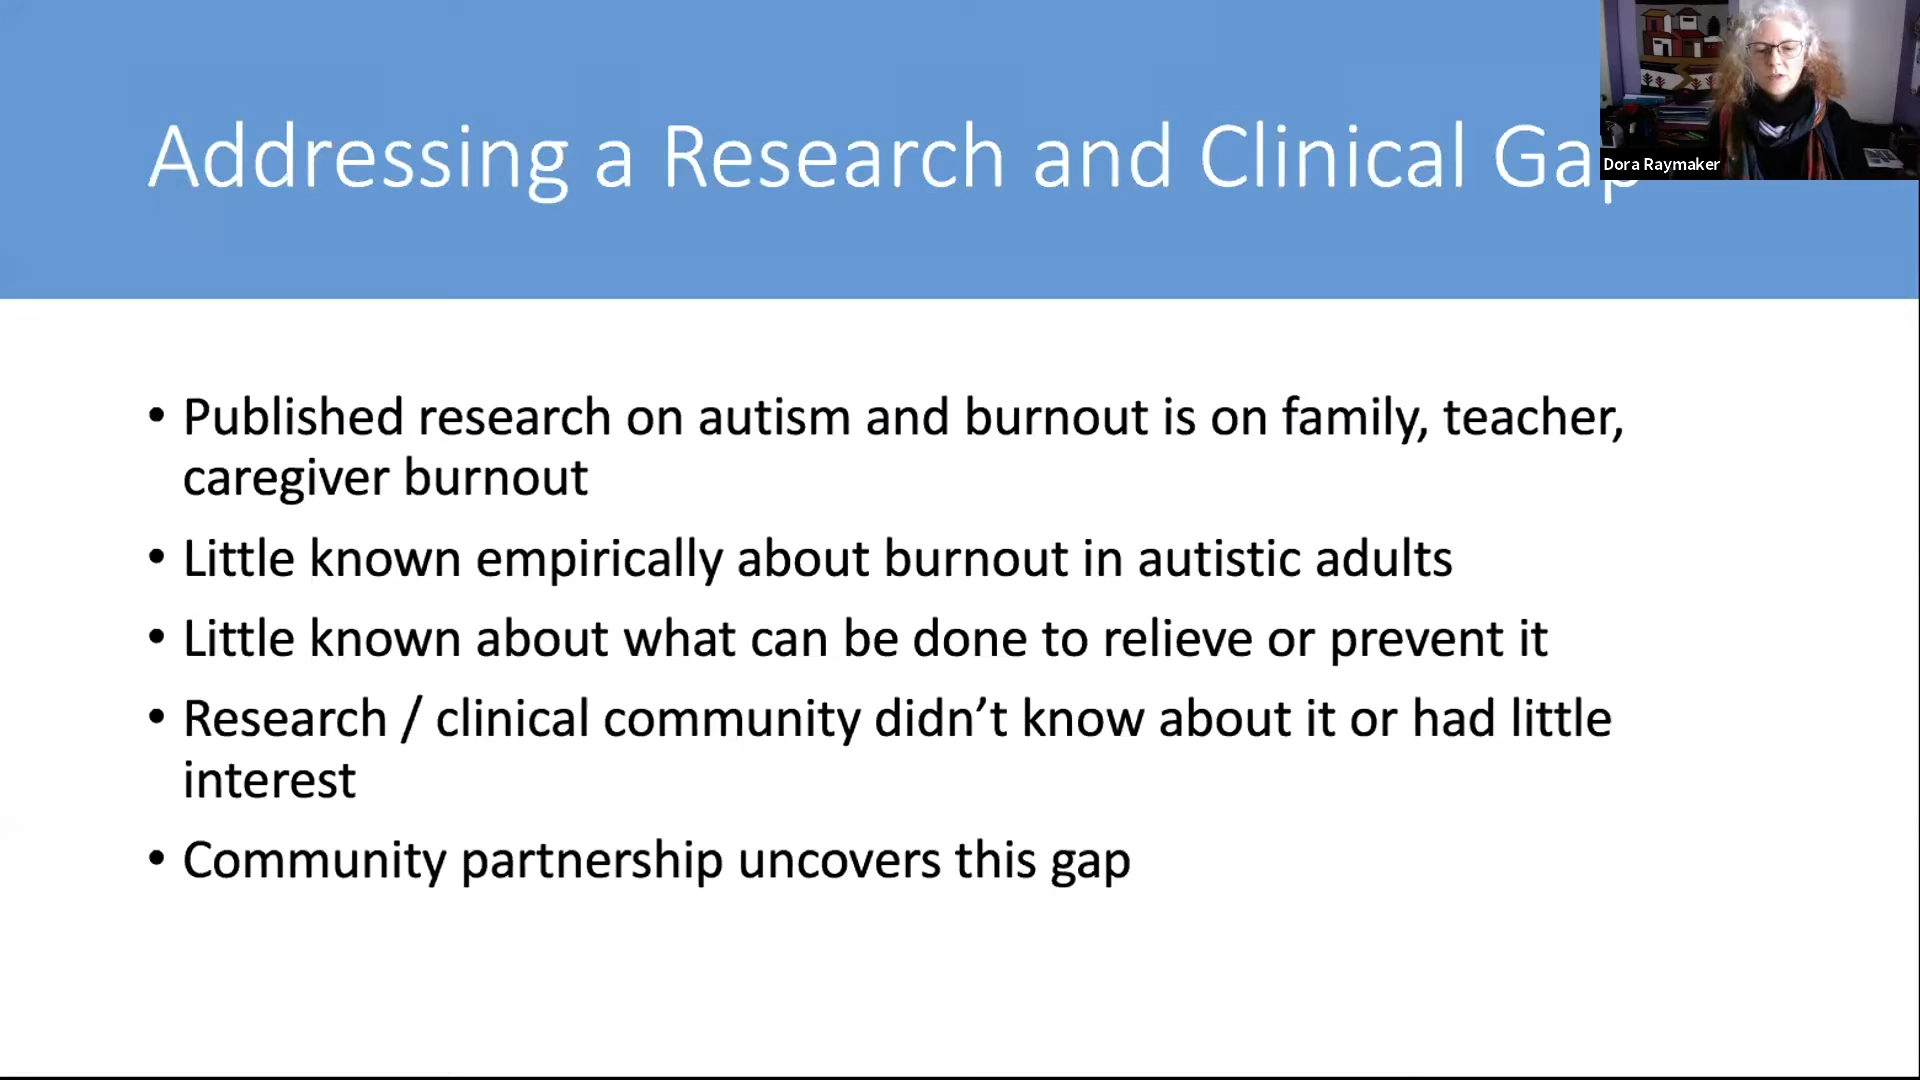 Addressing a Research and Clinical Gap
Dora Raymaker
• Published research on autism and burnout is on family, teacher,
caregiver burnout
• Little known empirically about burnout in autistic adults
• Little known about what can be done to relieve or prevent it
• Research / clinical community didn’t know about it or had little
interest
• Community partnership uncovers this gap